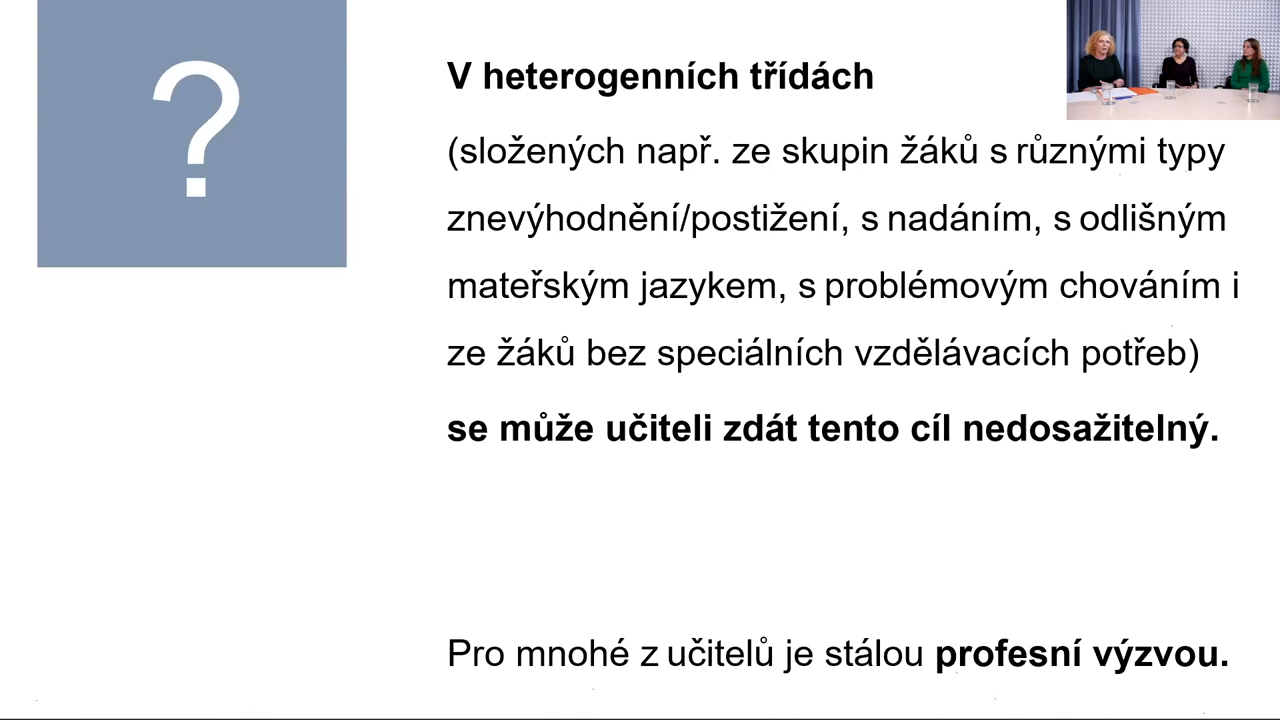 ?
V heterogenních třídách
(složených např. ze skupin žáků s různými typy
znevýhodnění/postižení, s nadáním, s odlišným
mateřským jazykem, s problémovým chováním i
ze žáků bez speciálních vzdělávacích potřeb)
se může učiteli zdát tento cíl nedosažitelný.
Pro mnohé z učitelů je stálou profesní výzvou.